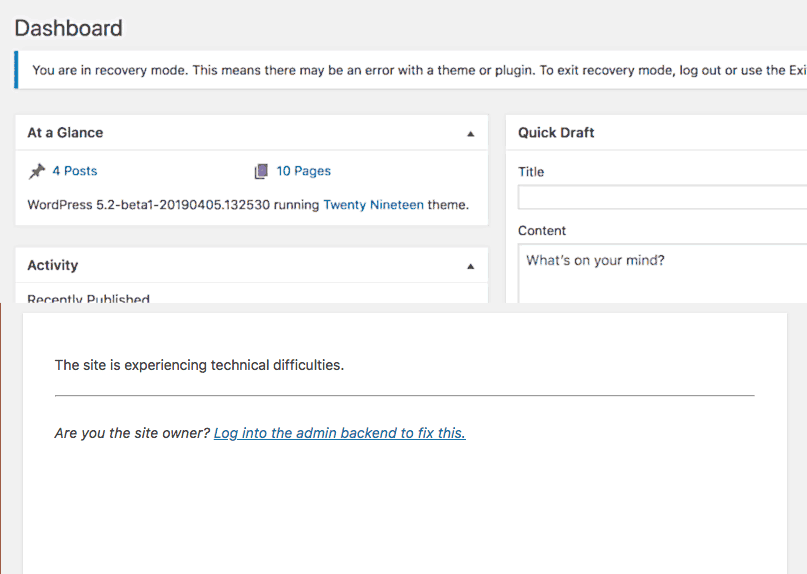 Dashboard
You are in recovery mode. This means there may be an error with a theme or plugin. To exit recovery mode, log out or use the Exi
At a Glance
4 Posts
10 Pages
WordPress 5.2-beta1-20190405.132530 running Twenty Nineteen theme.
Activity
Recently Published
Quick Draft
Title
Content
What's on your mind?
The site is experiencing technical difficulties.
Are you the site owner? Log into the admin backend to fix this.